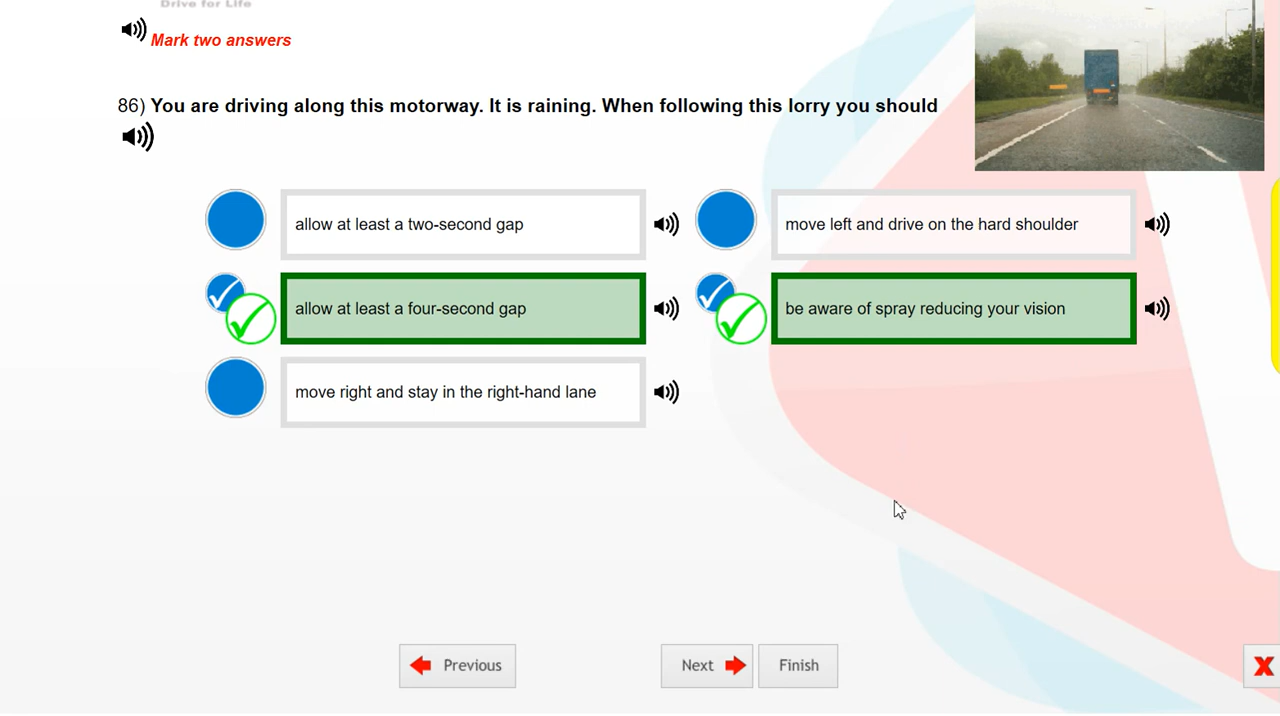 Drive for Life
Mark two answers
86) You are driving along this motorway. It is raining. When following this lorry you should
allow at least a two-second gap
move left and drive on the hard shoulder
allow at least a four-second gap
be aware of spray reducing your vision
move right and stay in the right-hand lane
Previous
Next
Finish
X